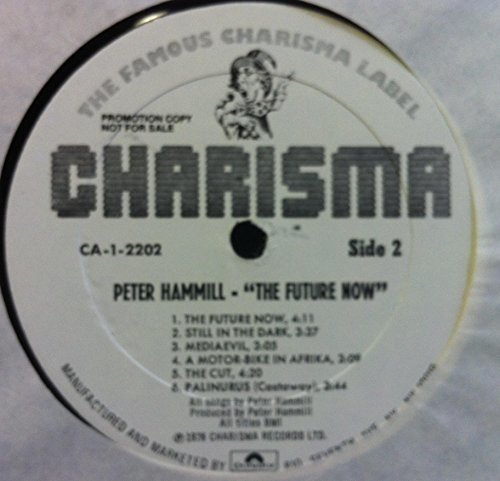 THE FAMOUS CHARISMA LABEL
PROMOTION COPY
NOT FOR SALE
CHARISMA
CA-1-2202
Side 2
PETER HAMMILL - "THE FUTURE NOW"
1. THE FUTURE NOW, 4:11
2. STILL IN THE DARK, 3:37
3. MEDIAEVIL, 3:05
4. A MOTOR-BIKE IN AFRIKA, 3:09
5. THE CUT, 4:20
6. PALINURUS (Castaway), 3:44
All songs by Peter Hammill
Produced by Peter Hammill
All titles BMI
℗ 1978 CHARISMA RECORDS LTD.
MANUFACTURED AND MARKETED BY